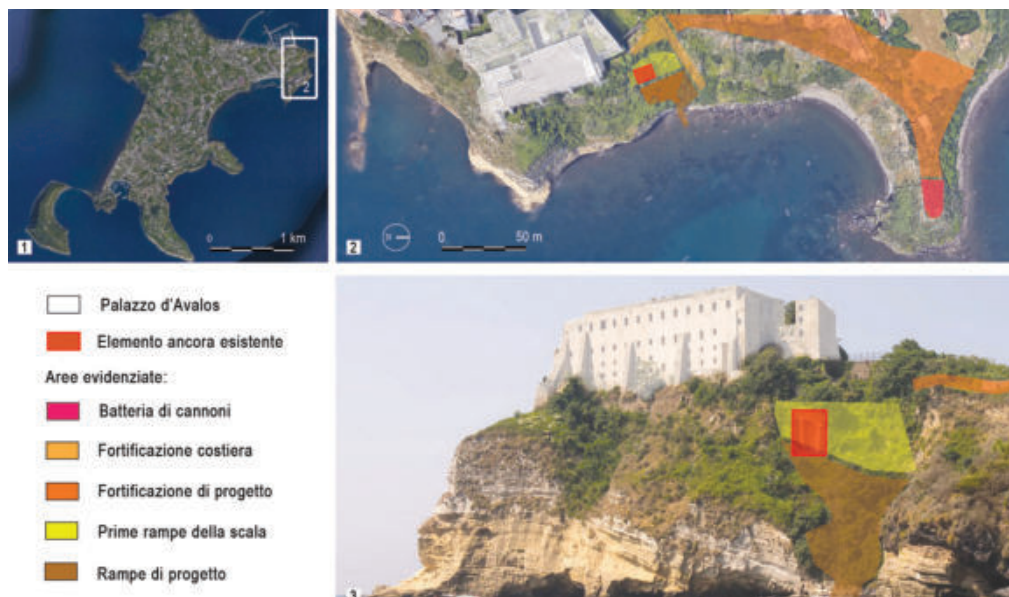 2
1
0 1 km
2
N
0 50 m
Palazzo d'Avalos
Elemento ancora esistente
Aree evidenziate:
Batteria di cannoni
Fortificazione costiera
Fortificazione di progetto
Prime rampe della scala
Rampe di progetto
3